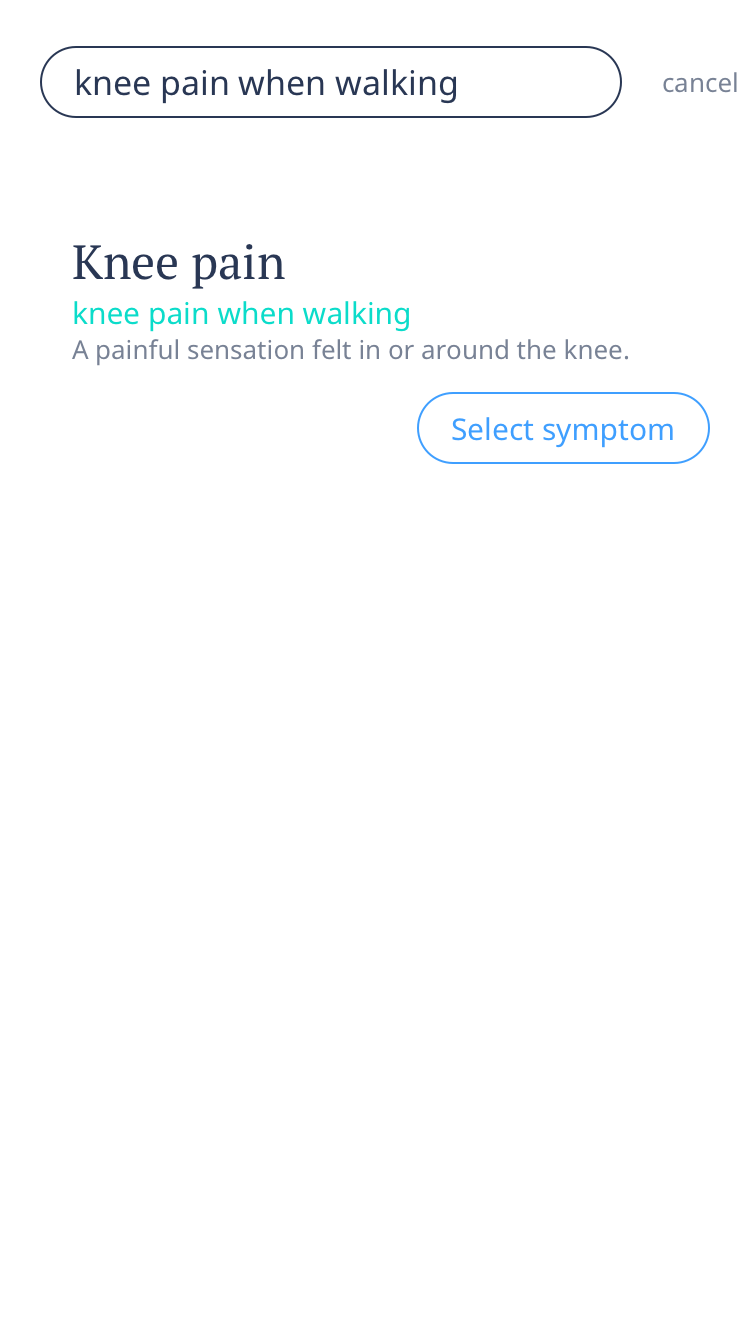 knee pain when walking
cancel
Knee pain
knee pain when walking
A painful sensation felt in or around the knee.
Select symptom